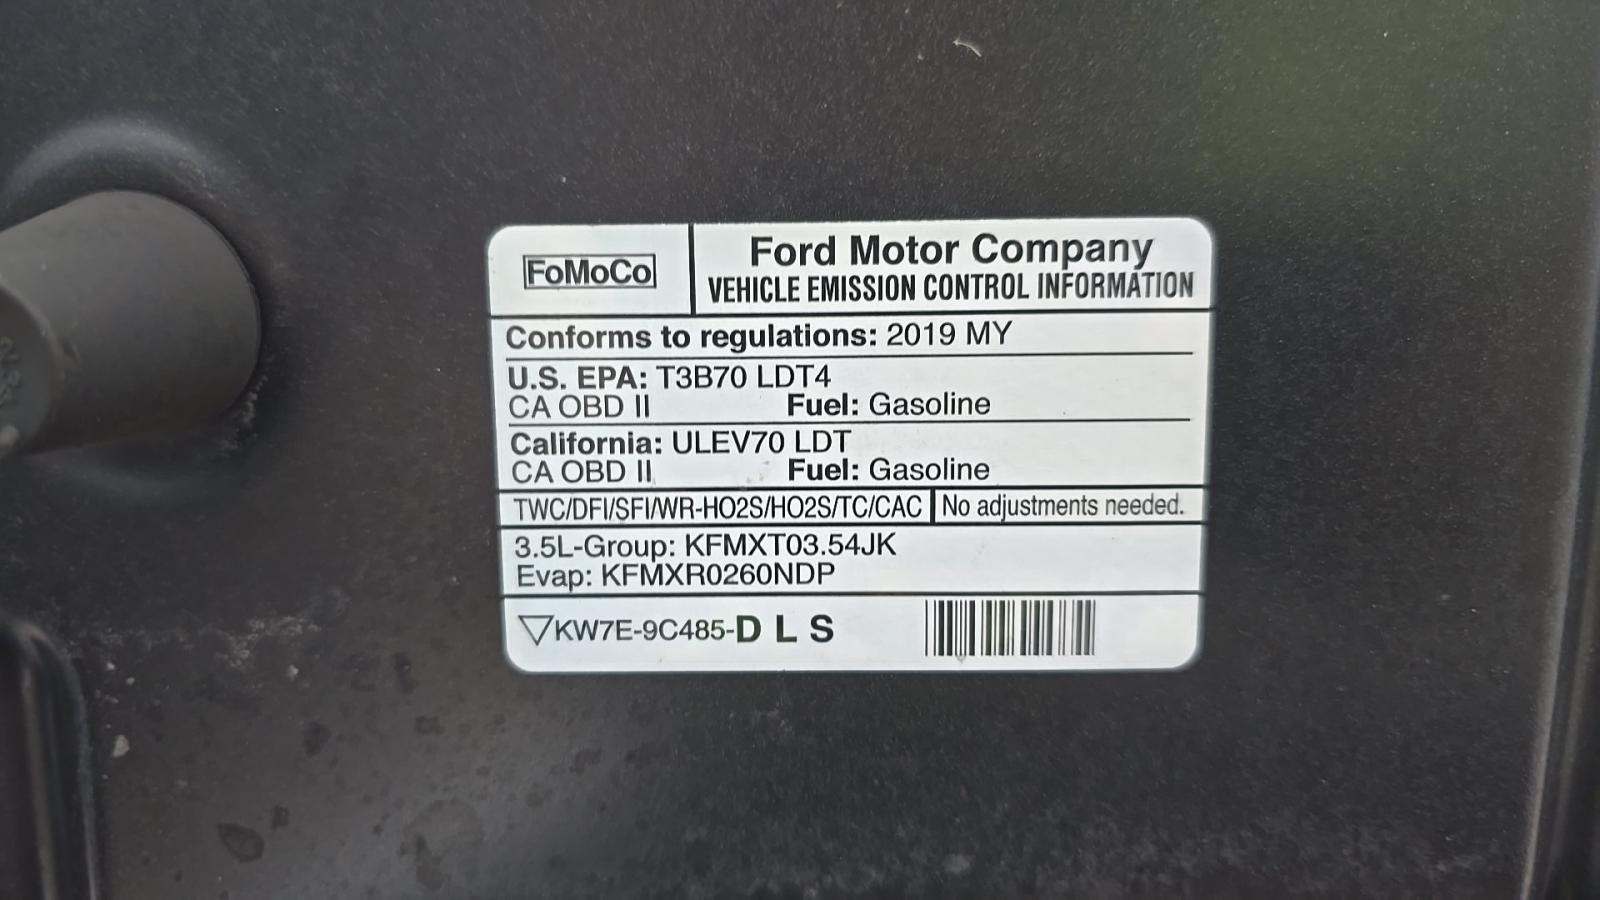 FoMoCo
Ford Motor Company
VEHICLE EMISSION CONTROL INFORMATION
Conforms to regulations: 2019 MY
U.S. EPA: T3B70 LDT4
CA OBD II Fuel: Gasoline
California: ULEV70 LDT
CA OBD II Fuel: Gasoline
TWC/DFI/SFI/WR-HO2S/HO2S/TC/CAC No adjustments needed.
3.5L-Group: KFMXT03.54JK
Evap: KFMXR0260NDP
▽KW7E-9C485-D L S